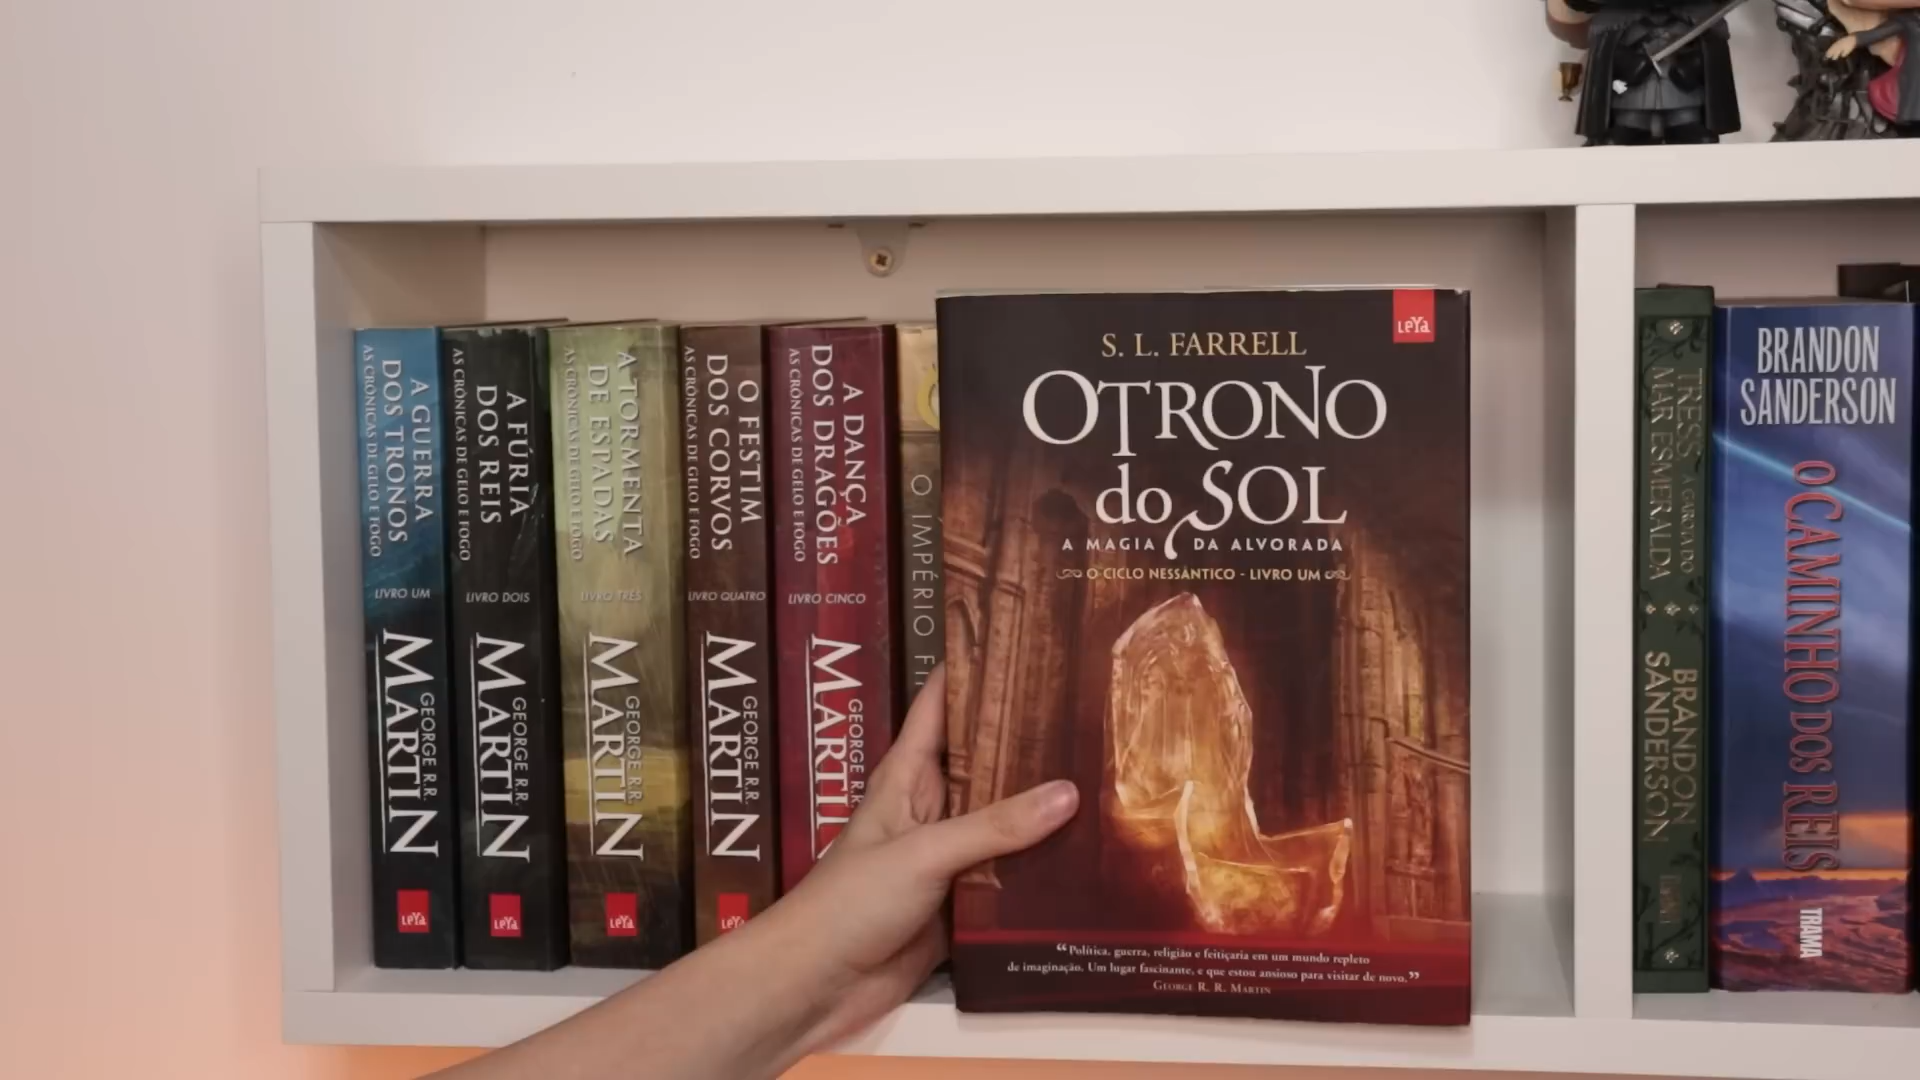 A GUERRA
DOS TRONOS
AS CRÔNICAS DE GELO E FOGO
LIVRO UM
GEORGE R.R.
MARTIN
LeYa
A FÚRIA
DOS REIS
AS CRÔNICAS DE GELO E FOGO
LIVRO DOIS
GEORGE R.R.
MARTIN
LeYa
A TORMENTA
DE ESPADAS
AS CRÔNICAS DE GELO E FOGO
LIVRO TRÊS
GEORGE R.R.
MARTIN
LeYa
O FESTIM
DOS CORVOS
AS CRÔNICAS DE GELO E FOGO
LIVRO QUATRO
GEORGE R.R.
MARTIN
LeYa
A DANÇA
DOS DRAGÕES
AS CRÔNICAS DE GELO E FOGO
LIVRO CINCO
GEORGE R.R.
MARTIN
O IMPÉRIO
LeYa
S. L. FARRELL
O TRONO
do SOL
A MAGIA DA ALVORADA
O CICLO NESSÂNTICO - LIVRO UM
“Política, guerra, religião e feitiçaria em um mundo repleto
de imaginação. Um lugar fascinante, e que estou ansioso para visitar de novo.”
GEORGE R. R. MARTIN
TRESS
A GAROTA DO
MAR ESMERALDA
BRANDON
SANDERSON
BRANDON
SANDERSON
O CAMINHO DOS REIS
TRAMA